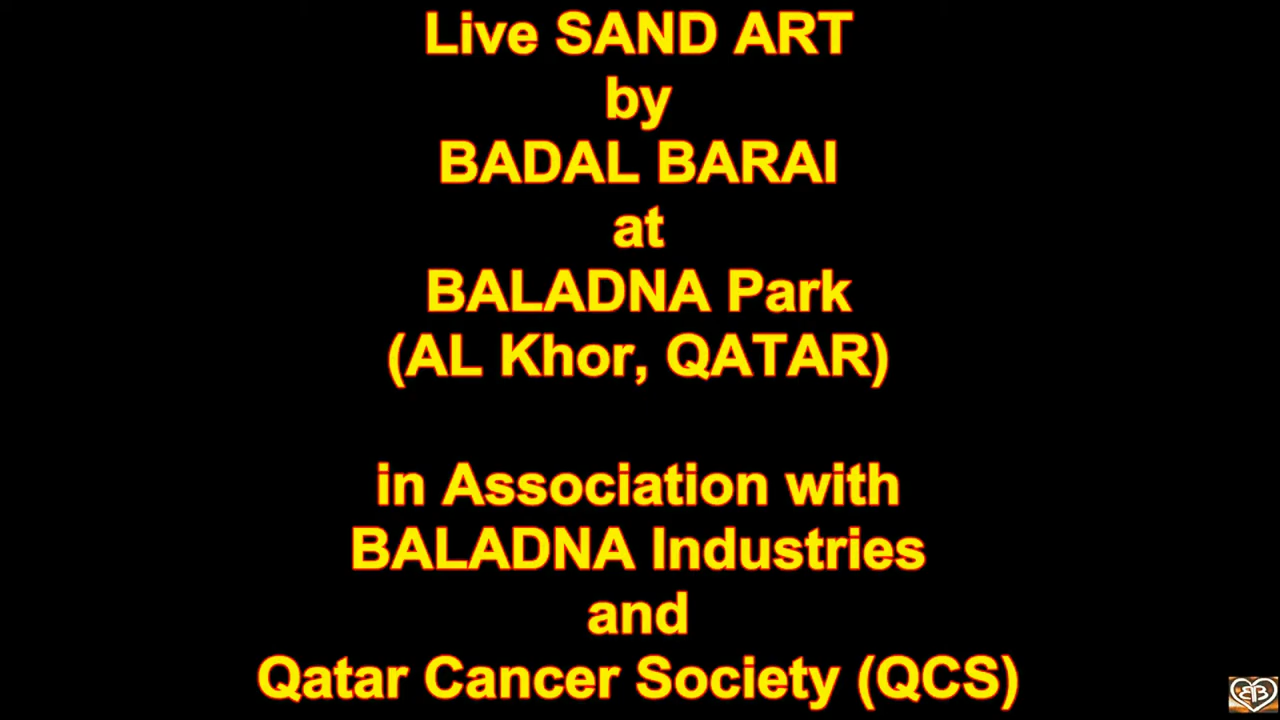 Live SAND ART
by
BADAL BARAI
at
BALADNA Park
(AL Khor, QATAR)
in Association with
BALADNA Industries
and
Qatar Cancer Society (QCS)